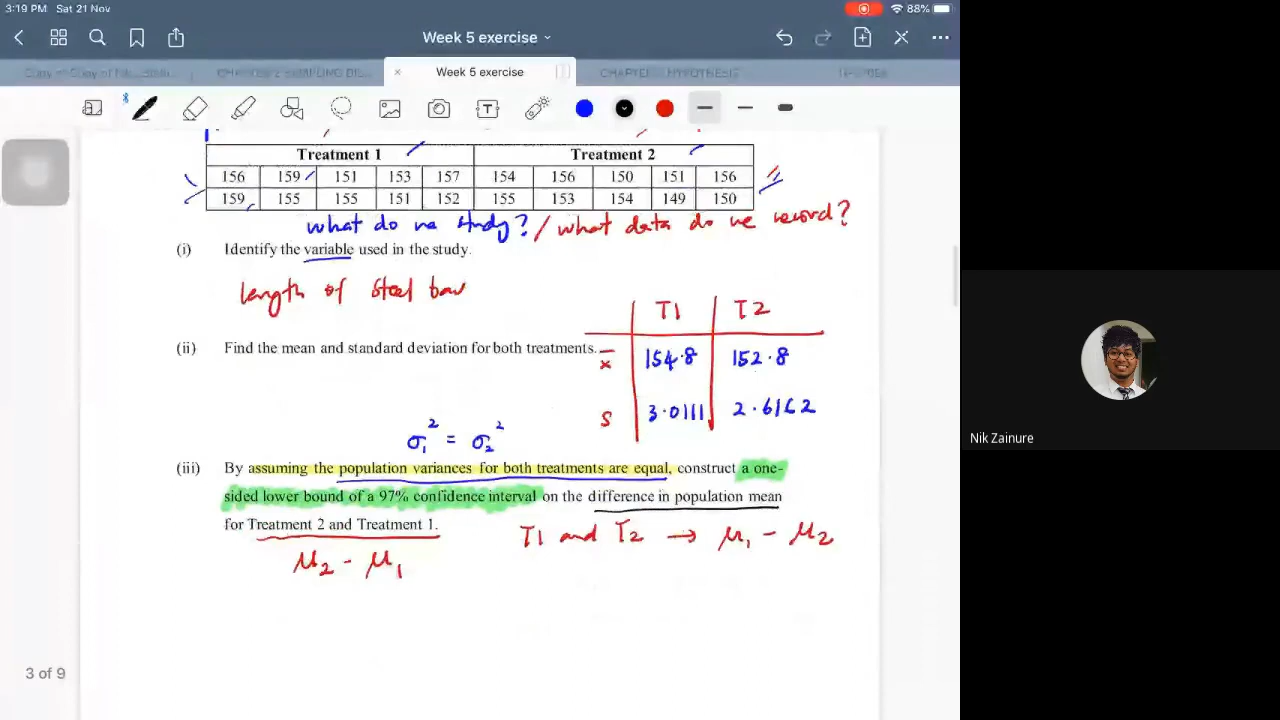 3:19 PM Sat 21 Nov
88%
Week 5 exercise
Week 5 exercise
Treatment 1 Treatment 2
156 159 151 153 157 154 156 150 151 156
159 155 155 151 152 155 153 154 149 150
what do we study? / what data do we record?
(i) Identify the variable used in the study.
length of steel bar
T1 T2
(ii) Find the mean and standard deviation for both treatments.
x̄ 154.8 152.8
s 3.0111 2.6162
σ₁² = σ₂²
(iii) By assuming the population variances for both treatments are equal, construct a one-
sided lower bound of a 97% confidence interval on the difference in population mean
for Treatment 2 and Treatment 1.
T1 and T2 → μ₁ - μ₂
μ₂ - μ₁
3 of 9
Nik Zainure